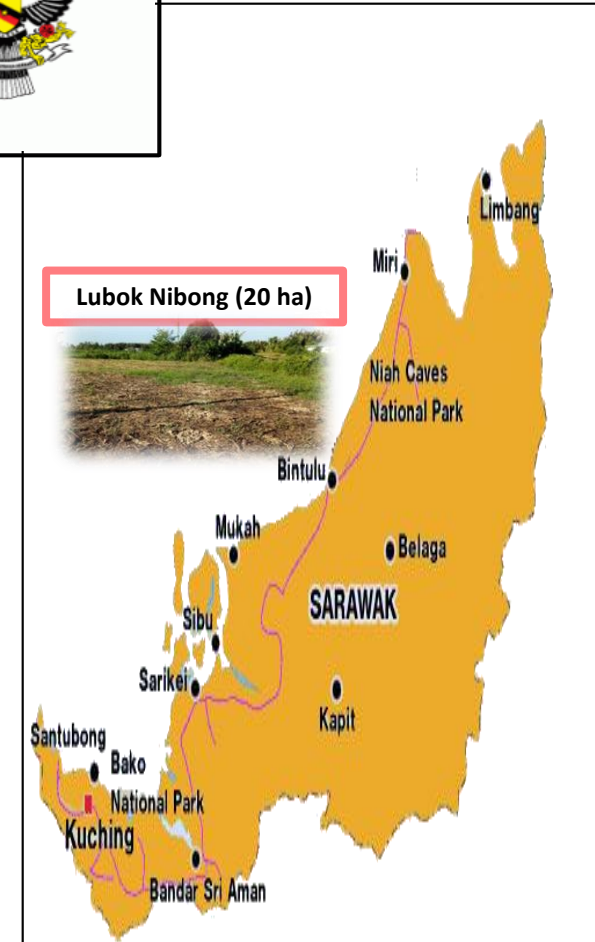 Limbang
Miri
Lubok Nibong (20 ha)
Niah Caves
National Park
Bintulu
Mukah
Belaga
SARAWAK
Sibu
Sarikei
Kapit
Santubong
Bako
National Park
Kuching
Bandar Sri Aman